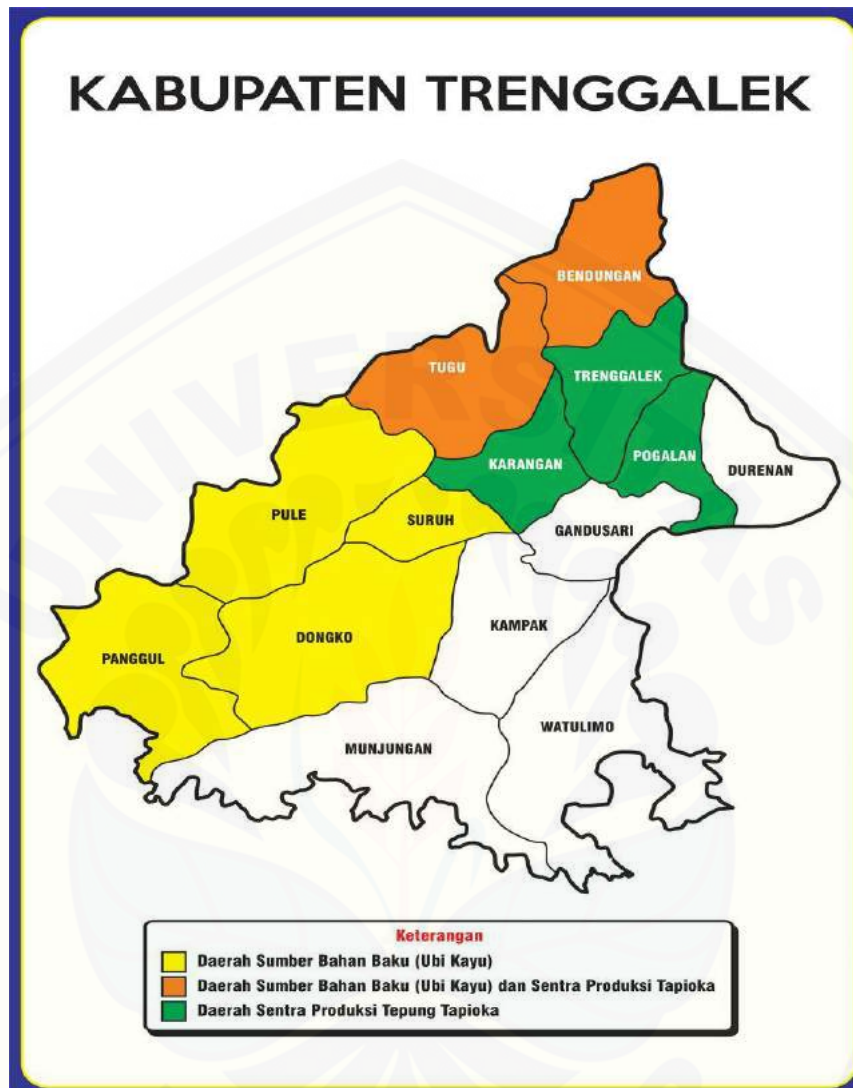 KABUPATEN TRENGGALEK
BENDUNGAN
TUGU
TRENGGALEK
KARANGAN
POGALAN
DURENAN
PULE
SURUH
GANDUSARI
DONGKO
KAMPAK
PANGGUL
MUNJUNGAN
WATULIMO
UNIVERSITAS
Keterangan
Daerah Sumber Bahan Baku (Ubi Kayu)
Daerah Sumber Bahan Baku (Ubi Kayu) dan Sentra Produksi Tapioka
Daerah Sentra Produksi Tepung Tapioka